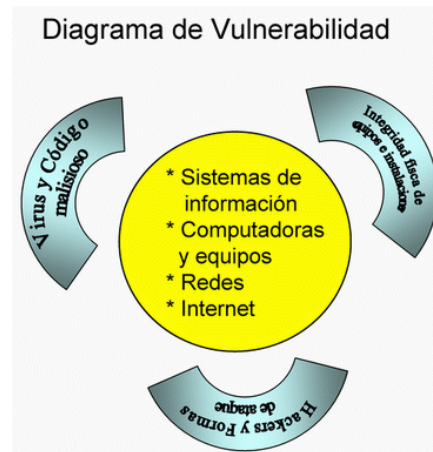 Diagrama de Vulnerabilidad
Virus y Código
malisioso
Integridad fisca de
equipos e instalaciones
* Sistemas de
información
* Computadoras
y equipos
* Redes
* Internet
Hackers y Formas
de ataque